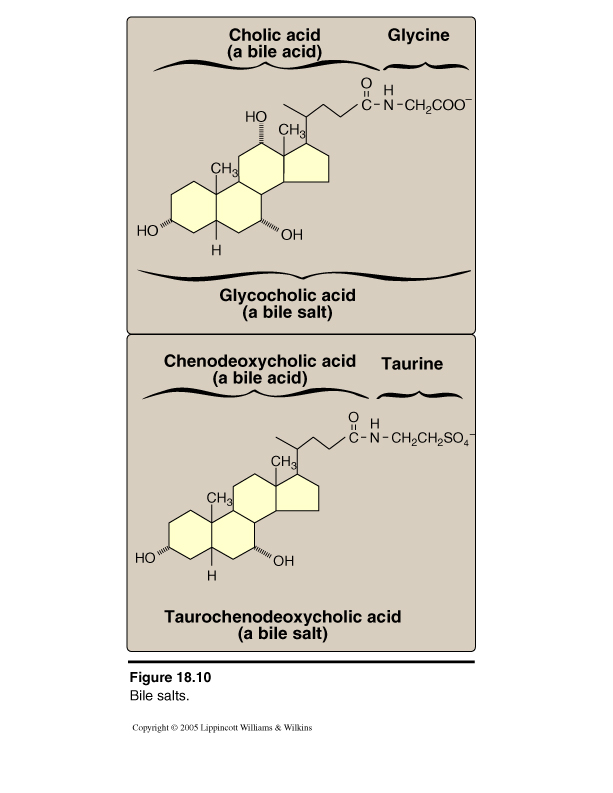 Cholic acid
(a bile acid)
Glycine
O
H
C–N–CH₂COO⁻
HO
CH₃
CH₃
HO
OH
H
Glycocholic acid
(a bile salt)
Chenodeoxycholic acid
(a bile acid)
Taurine
O
H
C–N–CH₂CH₂SO₄⁻
CH₃
CH₃
HO
OH
H
Taurochenodeoxycholic acid
(a bile salt)
Figure 18.10
Bile salts.
Copyright © 2005 Lippincott Williams & Wilkins